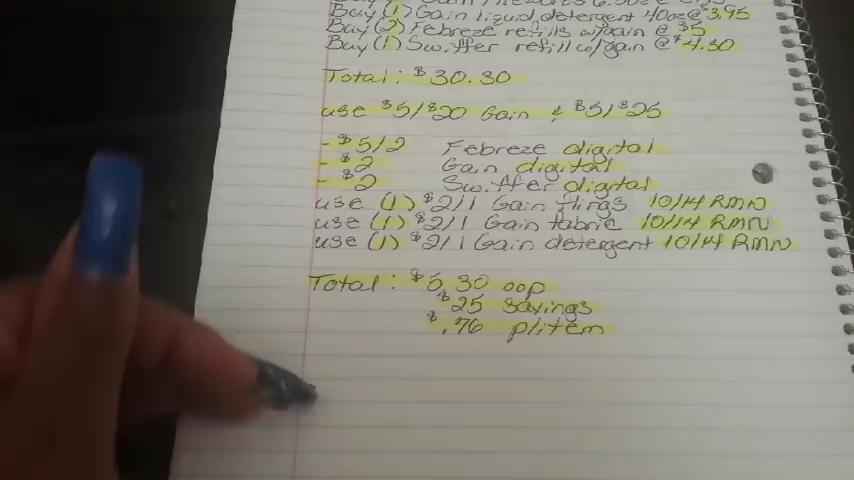 Buy (1) Gain liquid detergent 40oz @ $3.95
Buy (2) Febreze refills w/gain @ $5
Buy (1) Swiffer refill w/gain @ $4.50
Total: $30.30
use $5/$20 Gain & $5/$25
- $5/2 Febreze digital
- $2 Gain digital
- $2 Swiffer digital
use (1) $2/1 Gain flings 10/14 RMN
use (1) $2/1 Gain fabric 10/14 RMN
use (1) $2/1 Gain detergent 10/14 RMN
Total: $5.30 oop
$25 savings
$.76 p/item